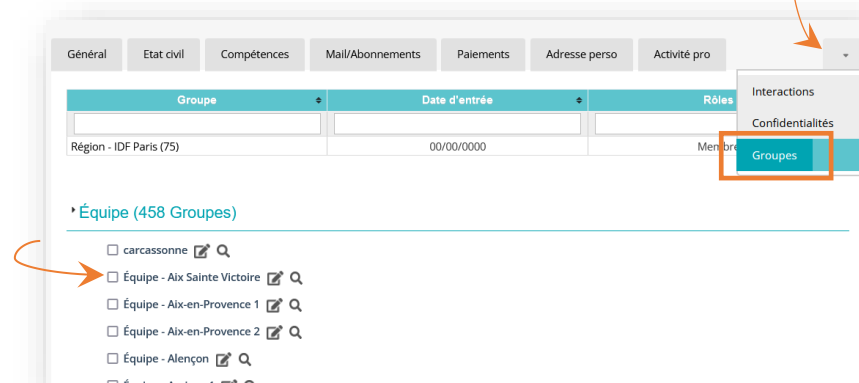 Général Etat civil Compétences Mail/Abonnements Paiements Adresse perso Activité pro
Interactions
Confidentialités
Groupes
Groupe Date d'entrée Rôles
Région - IDF Paris (75) 00/00/0000
Équipe (458 Groupes)
carcassonne
Équipe - Aix Sainte Victoire
Équipe - Aix-en-Provence 1
Équipe - Aix-en-Provence 2
Équipe - Alençon